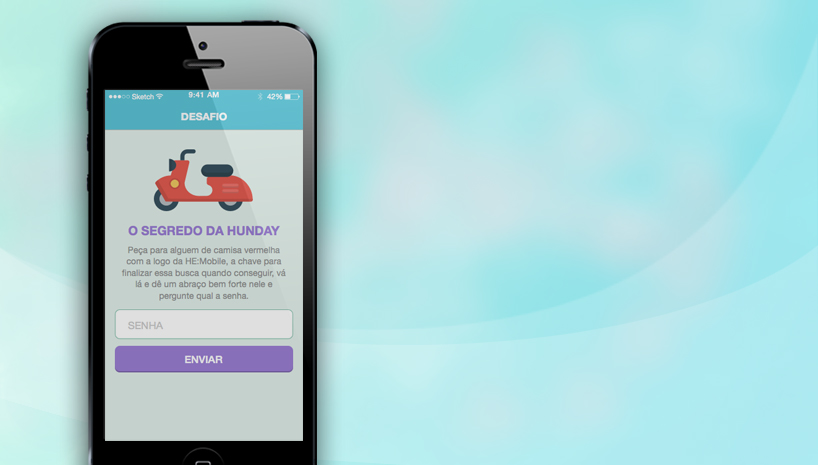 Sketch 9:41 AM 42%
DESAFIO
O SEGREDO DA HUNDAY
Peça para alguem de camisa vermelha
com a logo da HE:Mobile, a chave para
finalizar essa busca quando conseguir, vá
lá e dê um abraço bem forte nele e
pergunte qual a senha.
SENHA
ENVIAR